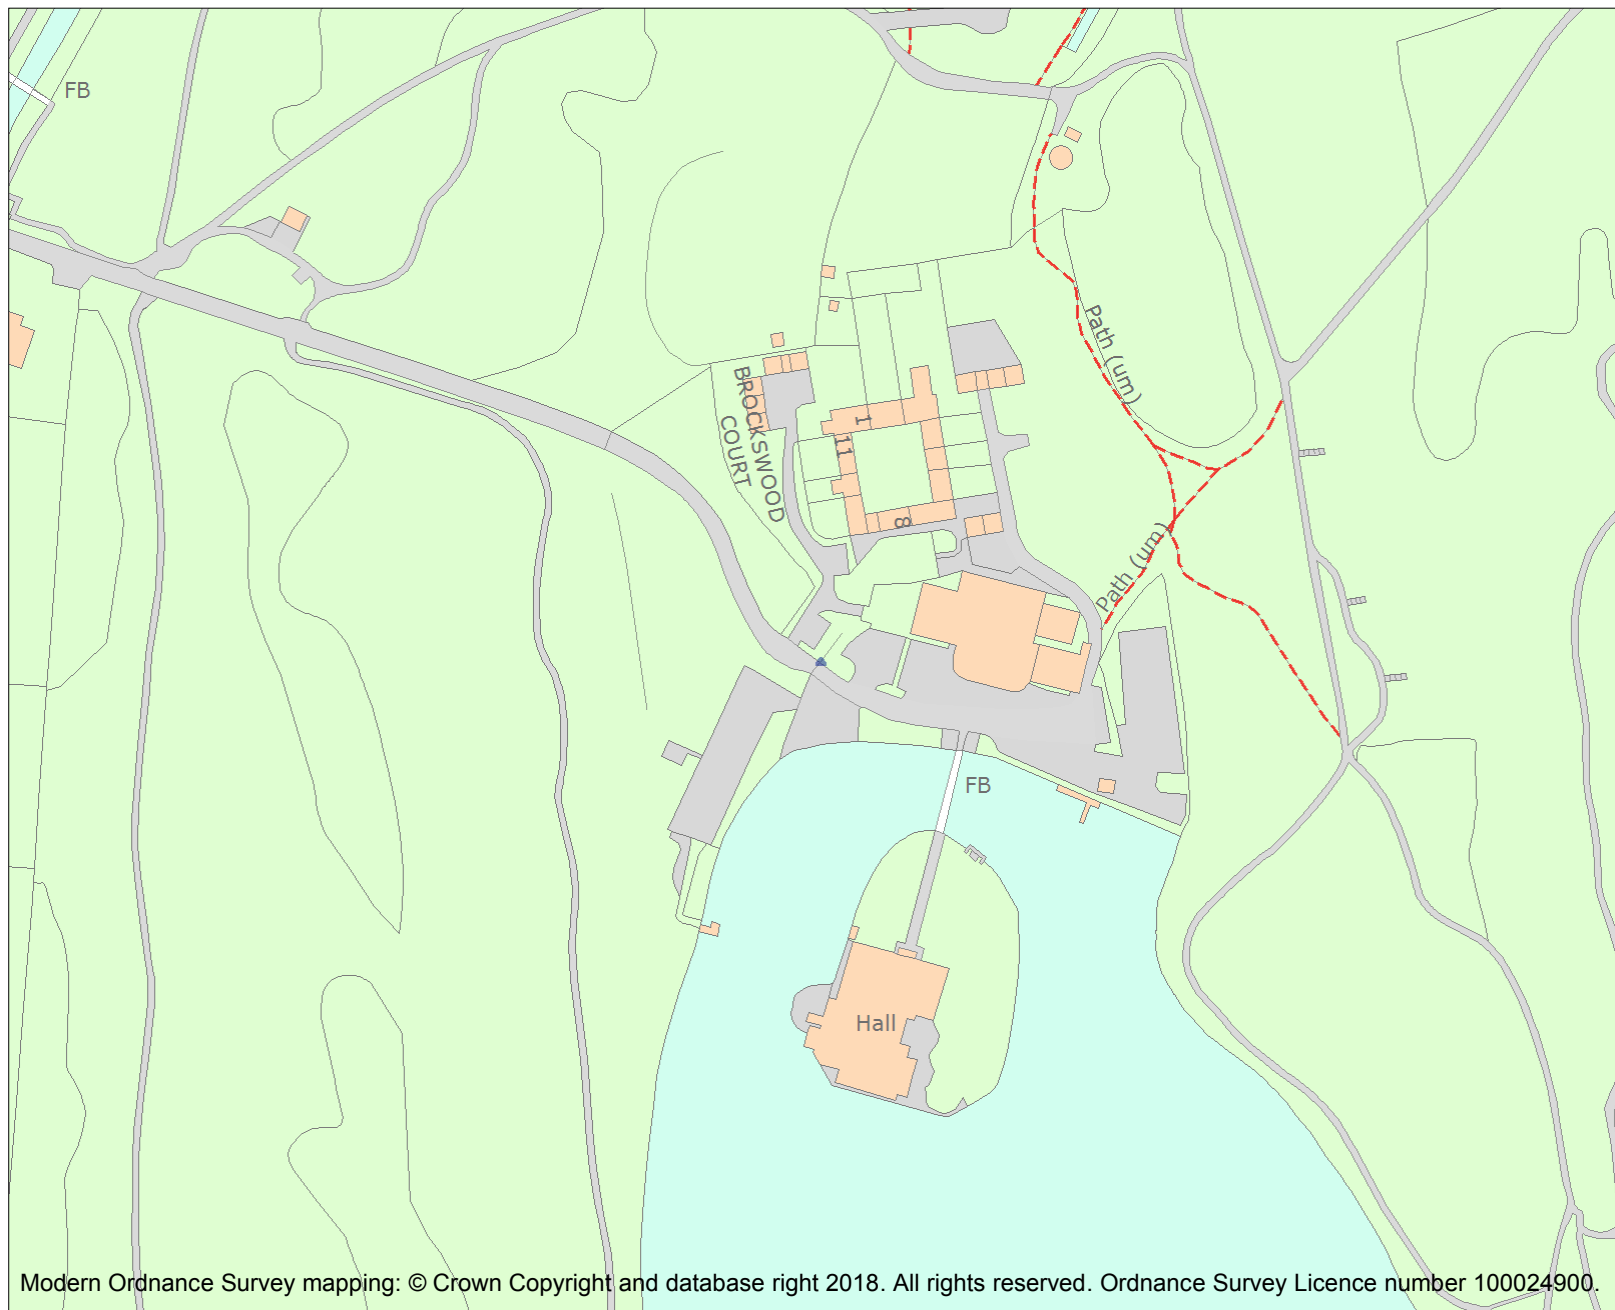 FB
Path (um)
BROCKSWOOD
COURT
1
11
8
Path (um)
FB
Hall
Modern Ordnance Survey mapping: © Crown Copyright and database right 2018. All rights reserved. Ordnance Survey Licence number 100024900.